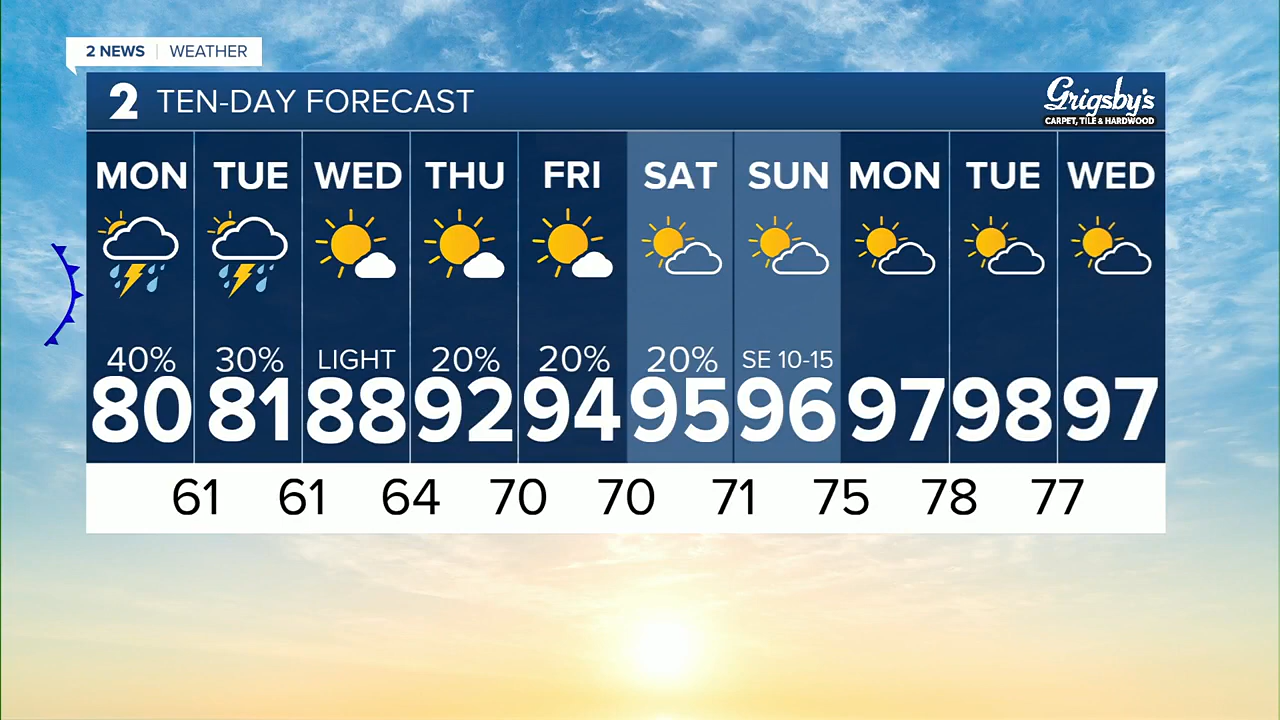 2 NEWS | WEATHER
2 TEN-DAY FORECAST
Grigsby's
CARPET, TILE & HARDWOOD
MON TUE WED THU FRI SAT SUN MON TUE WED
40% 30% LIGHT 20% 20% 20% SE 10-15
80 81 88 92 94 95 96 97 98 97
61 61 64 70 70 71 75 78 77